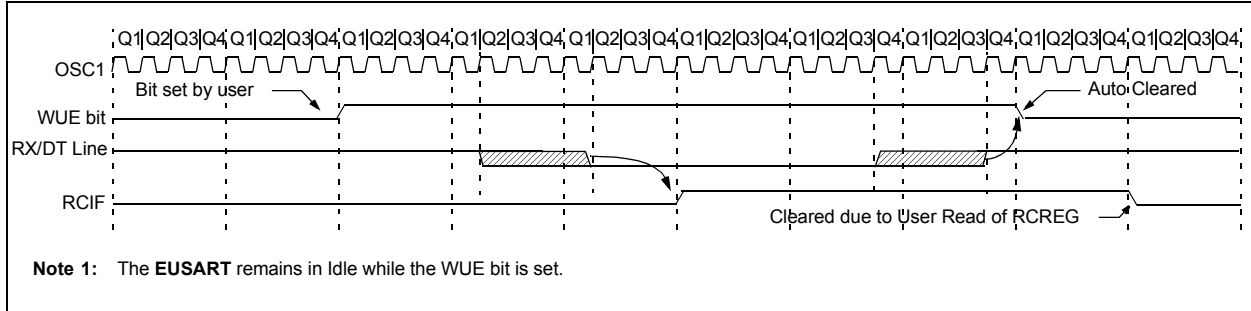 Q1 Q2 Q3 Q4 Q1 Q2 Q3 Q4 Q1 Q2 Q3 Q4 Q1 Q2 Q3 Q4 Q1 Q2 Q3 Q4 Q1 Q2 Q3 Q4 Q1 Q2 Q3 Q4 Q1 Q2 Q3 Q4 Q1 Q2 Q3 Q4 Q1 Q2 Q3 Q4
OSC1
Bit set by user
Auto Cleared
WUE bit
RX/DT Line
RCIF
Cleared due to User Read of RCREG
Note 1: The EUSART remains in Idle while the WUE bit is set.